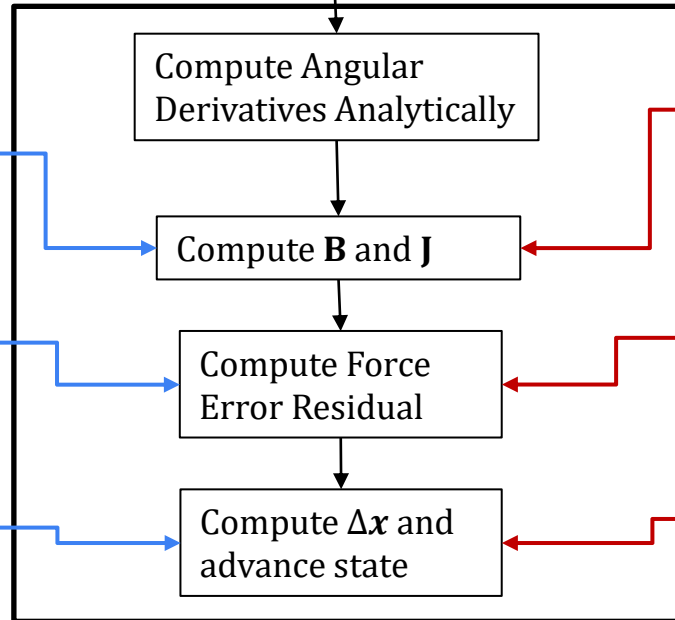 Compute Angular
Derivatives Analytically
Compute B and J
Compute Force
Error Residual
Compute Δx and
advance state